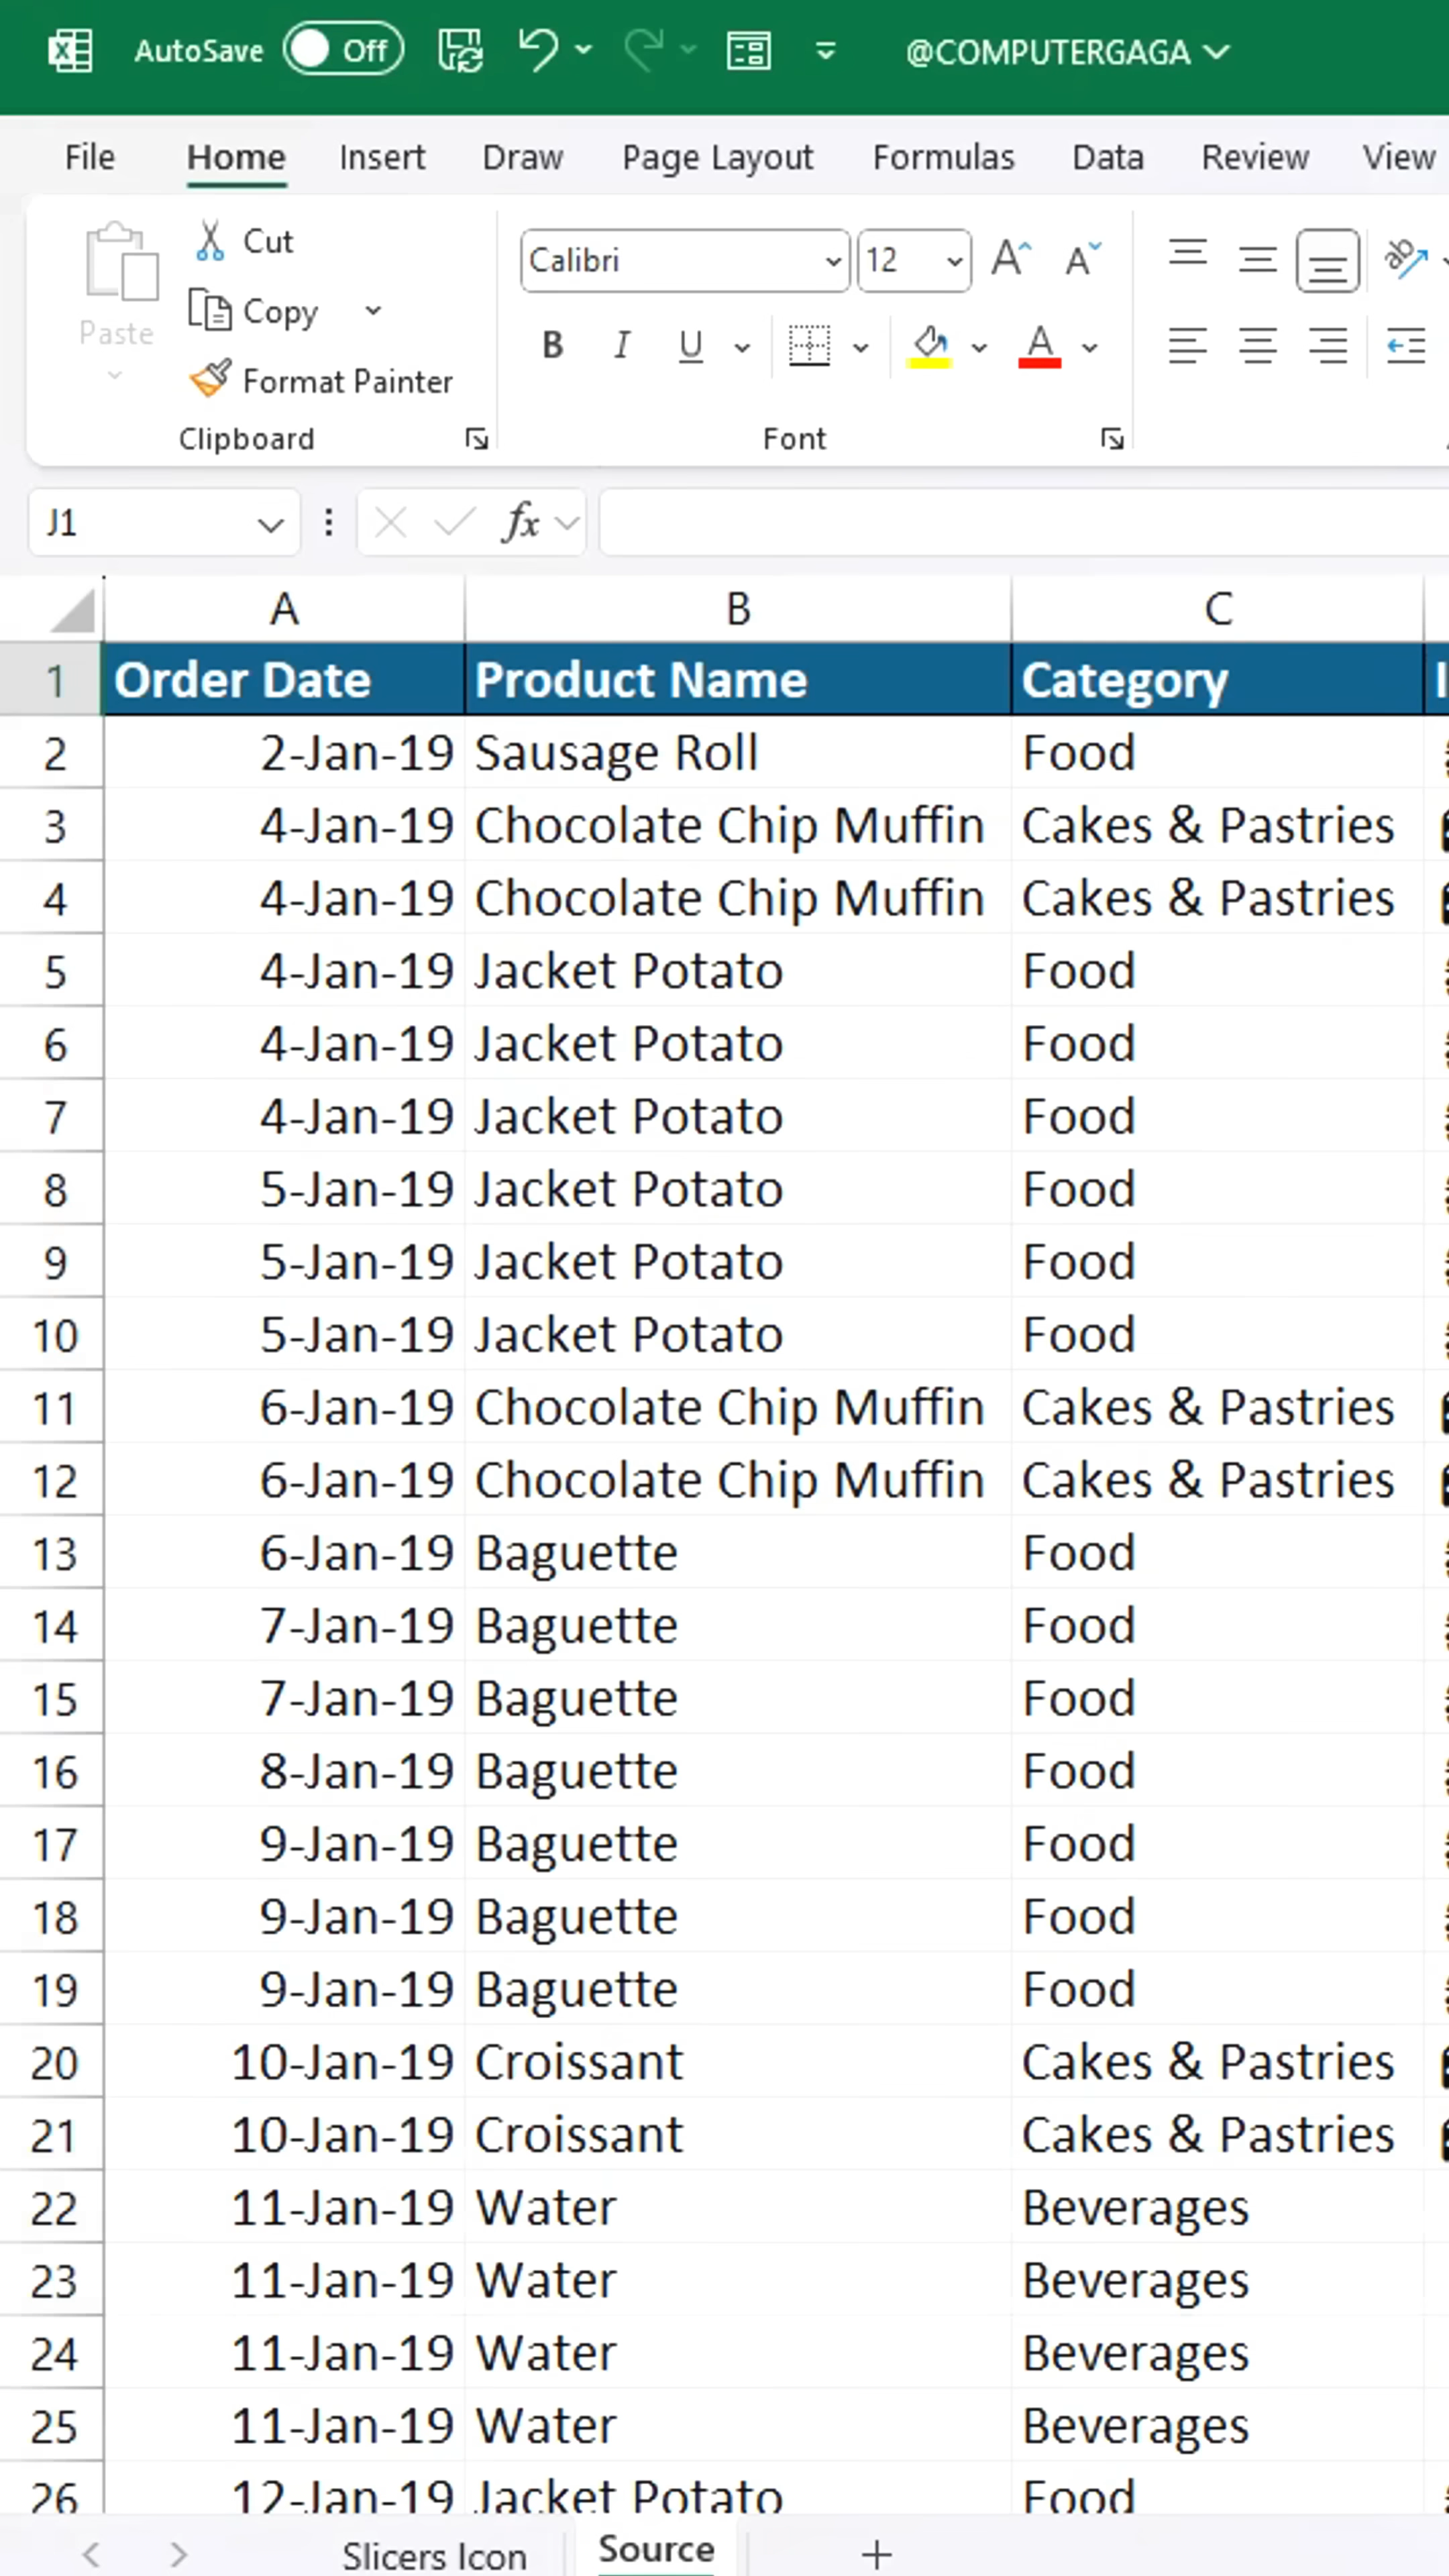 AutoSave Off @COMPUTERGAGA
File Home Insert Draw Page Layout Formulas Data Review View
Paste Cut
Copy
Format Painter
Calibri 12
B I U A
Clipboard Font
J1 fx
A B C
1 Order Date Product Name Category
2 2-Jan-19 Sausage Roll Food
3 4-Jan-19 Chocolate Chip Muffin Cakes & Pastries
4 4-Jan-19 Chocolate Chip Muffin Cakes & Pastries
5 4-Jan-19 Jacket Potato Food
6 4-Jan-19 Jacket Potato Food
7 4-Jan-19 Jacket Potato Food
8 5-Jan-19 Jacket Potato Food
9 5-Jan-19 Jacket Potato Food
10 5-Jan-19 Jacket Potato Food
11 6-Jan-19 Chocolate Chip Muffin Cakes & Pastries
12 6-Jan-19 Chocolate Chip Muffin Cakes & Pastries
13 6-Jan-19 Baguette Food
14 7-Jan-19 Baguette Food
15 7-Jan-19 Baguette Food
16 8-Jan-19 Baguette Food
17 9-Jan-19 Baguette Food
18 9-Jan-19 Baguette Food
19 9-Jan-19 Baguette Food
20 10-Jan-19 Croissant Cakes & Pastries
21 10-Jan-19 Croissant Cakes & Pastries
22 11-Jan-19 Water Beverages
23 11-Jan-19 Water Beverages
24 11-Jan-19 Water Beverages
25 11-Jan-19 Water Beverages
26 12-Jan-19 Jacket Potato Food
Slicers Icon Source